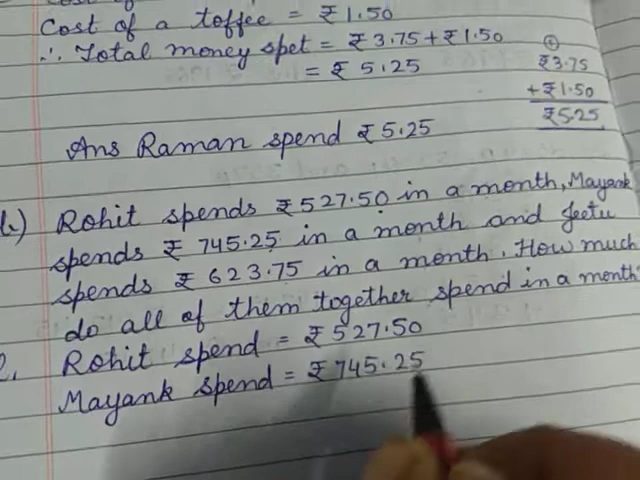 Cost of a toffee = ₹1.50
∴ Total money spet = ₹3.75 + ₹1.50
= ₹5.25
+
₹3.75
+₹1.50
₹5.25
Ans Raman spend ₹5.25
b.) Rohit spends ₹527.50 in a month, Mayank
spends ₹745.25 in a month and Jeetu
spends ₹623.75 in a month. How much
do all of them together spend in a month
Rohit spend = ₹527.50
Mayank spend = ₹745.25